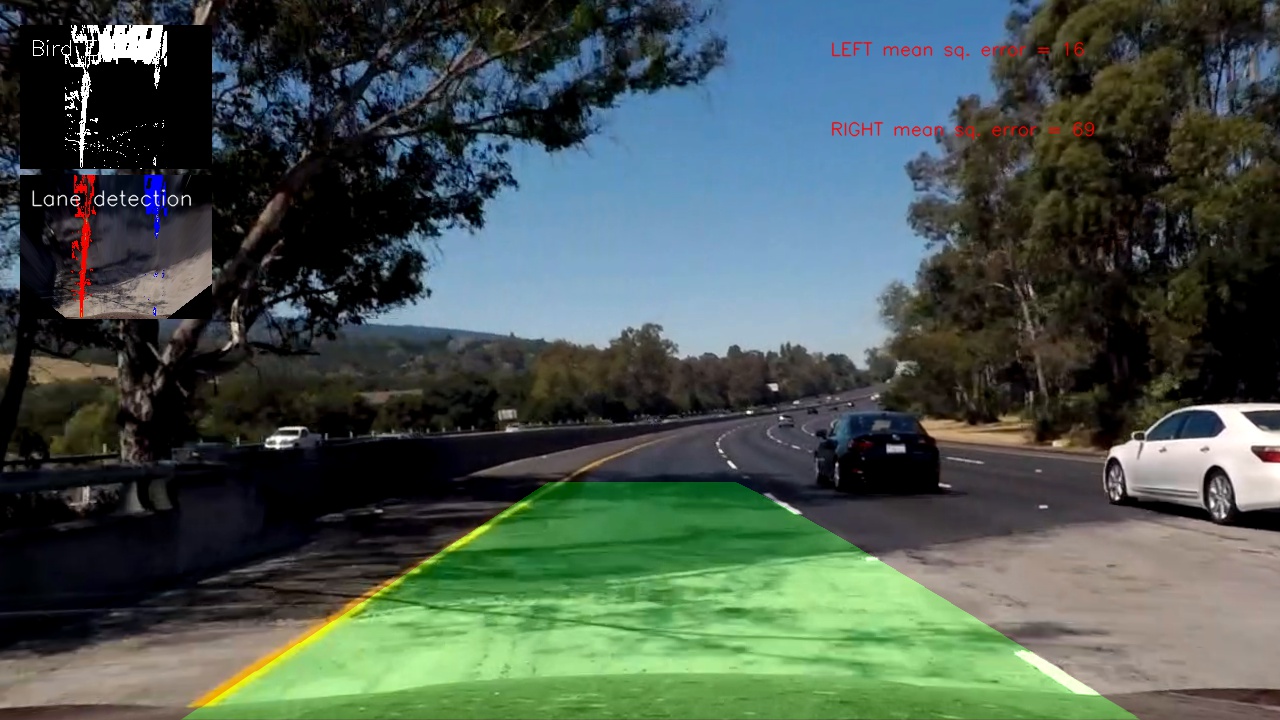 Bird
LEFT mean sq. error = 16
RIGHT mean sq. error = 69
Lane detection